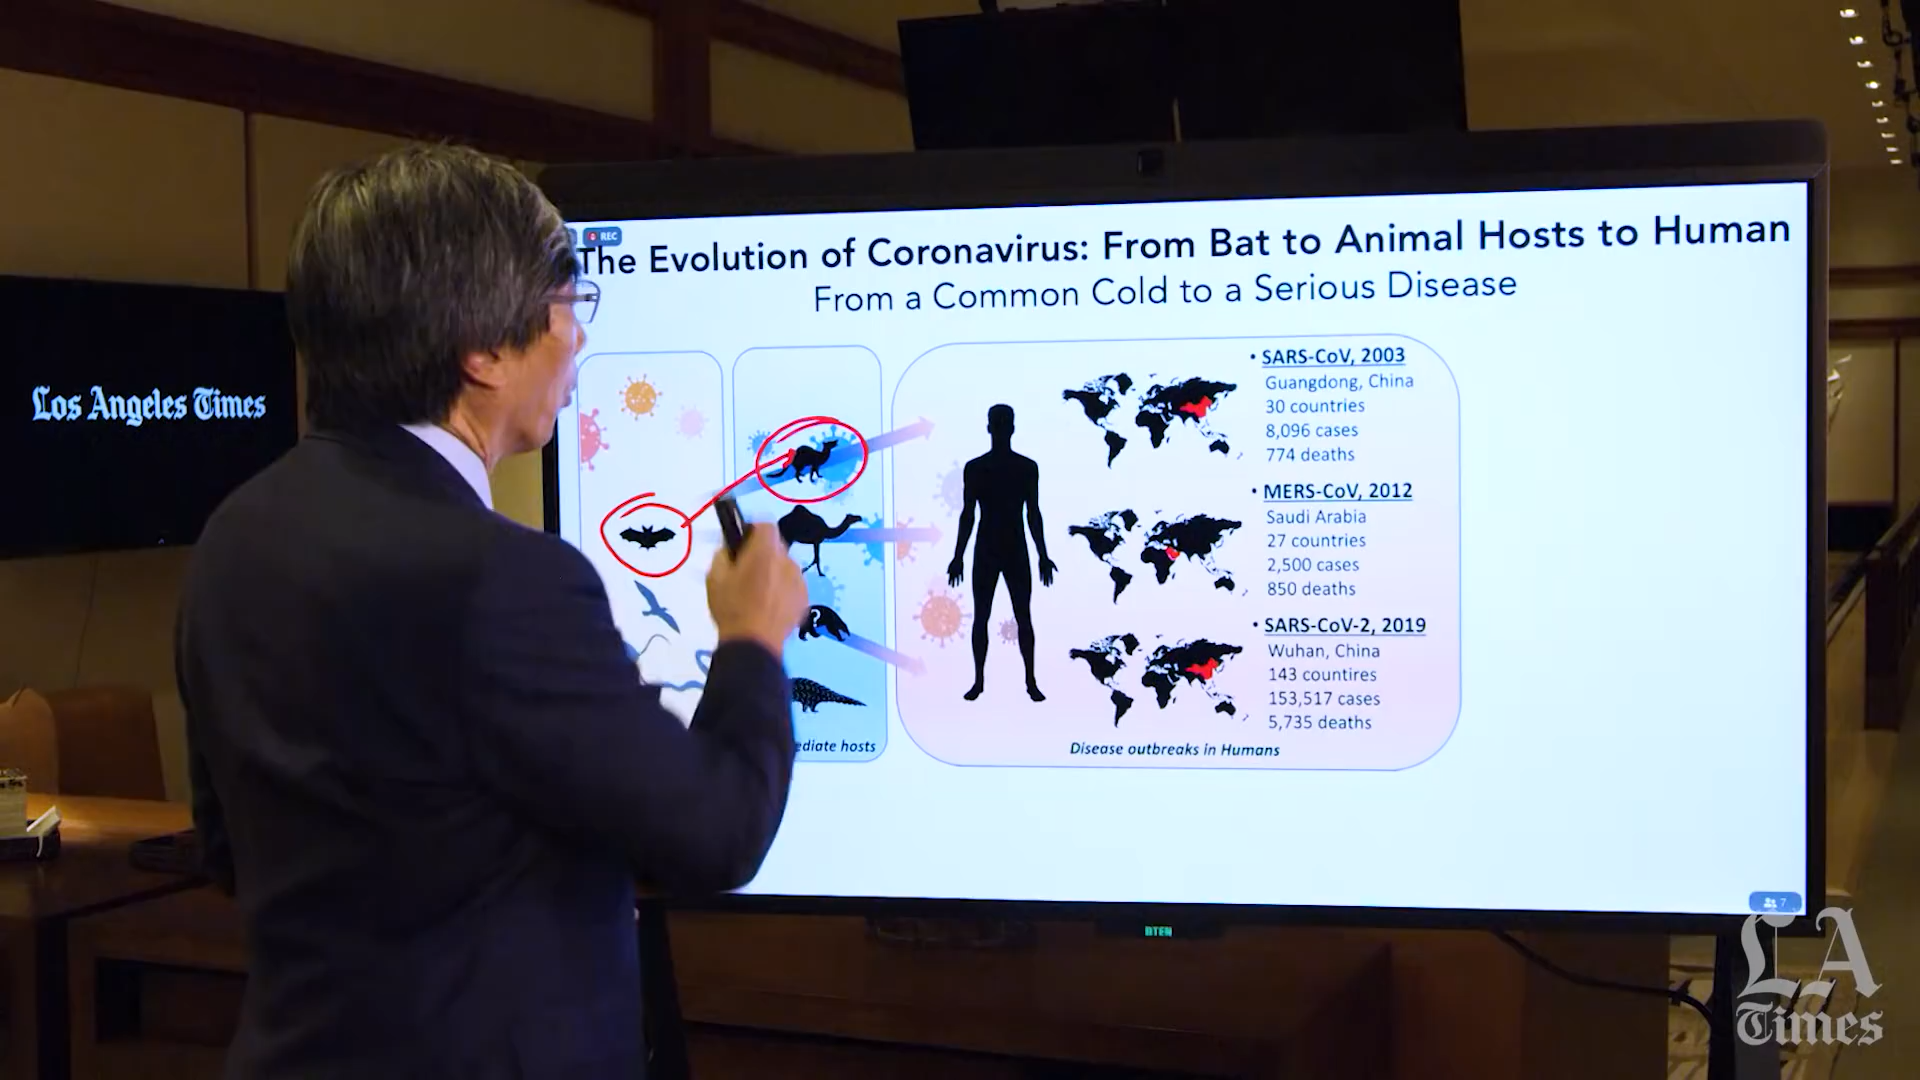 REC
The Evolution of Coronavirus: From Bat to Animal Hosts to Human
From a Common Cold to a Serious Disease
Los Angeles Times
• SARS-CoV, 2003
Guangdong, China
30 countries
8,096 cases
774 deaths
• MERS-CoV, 2012
Saudi Arabia
27 countries
2,500 cases
850 deaths
?
• SARS-CoV-2, 2019
Wuhan, China
143 countires
153,517 cases
5,735 deaths
ediate hosts
Disease outbreaks in Humans
7
BTEN
LA
Times